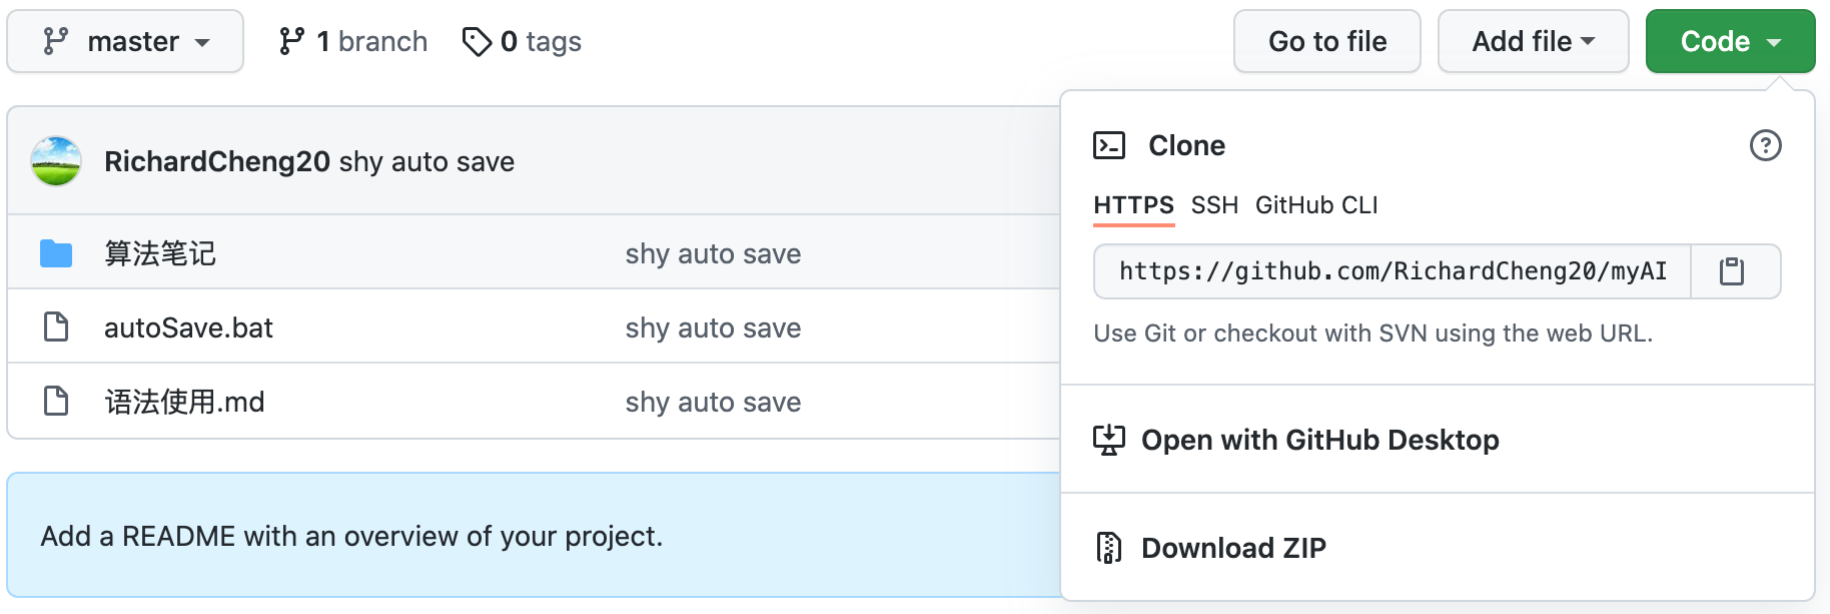 master 1 branch 0 tags Go to file Add file Code
RichardCheng20 shy auto save
算法笔记 shy auto save
autoSave.bat shy auto save
语法使用.md shy auto save
Add a README with an overview of your project.
Clone
HTTPS SSH GitHub CLI
https://github.com/RichardCheng20/myAI
Use Git or checkout with SVN using the web URL.
Open with GitHub Desktop
Download ZIP